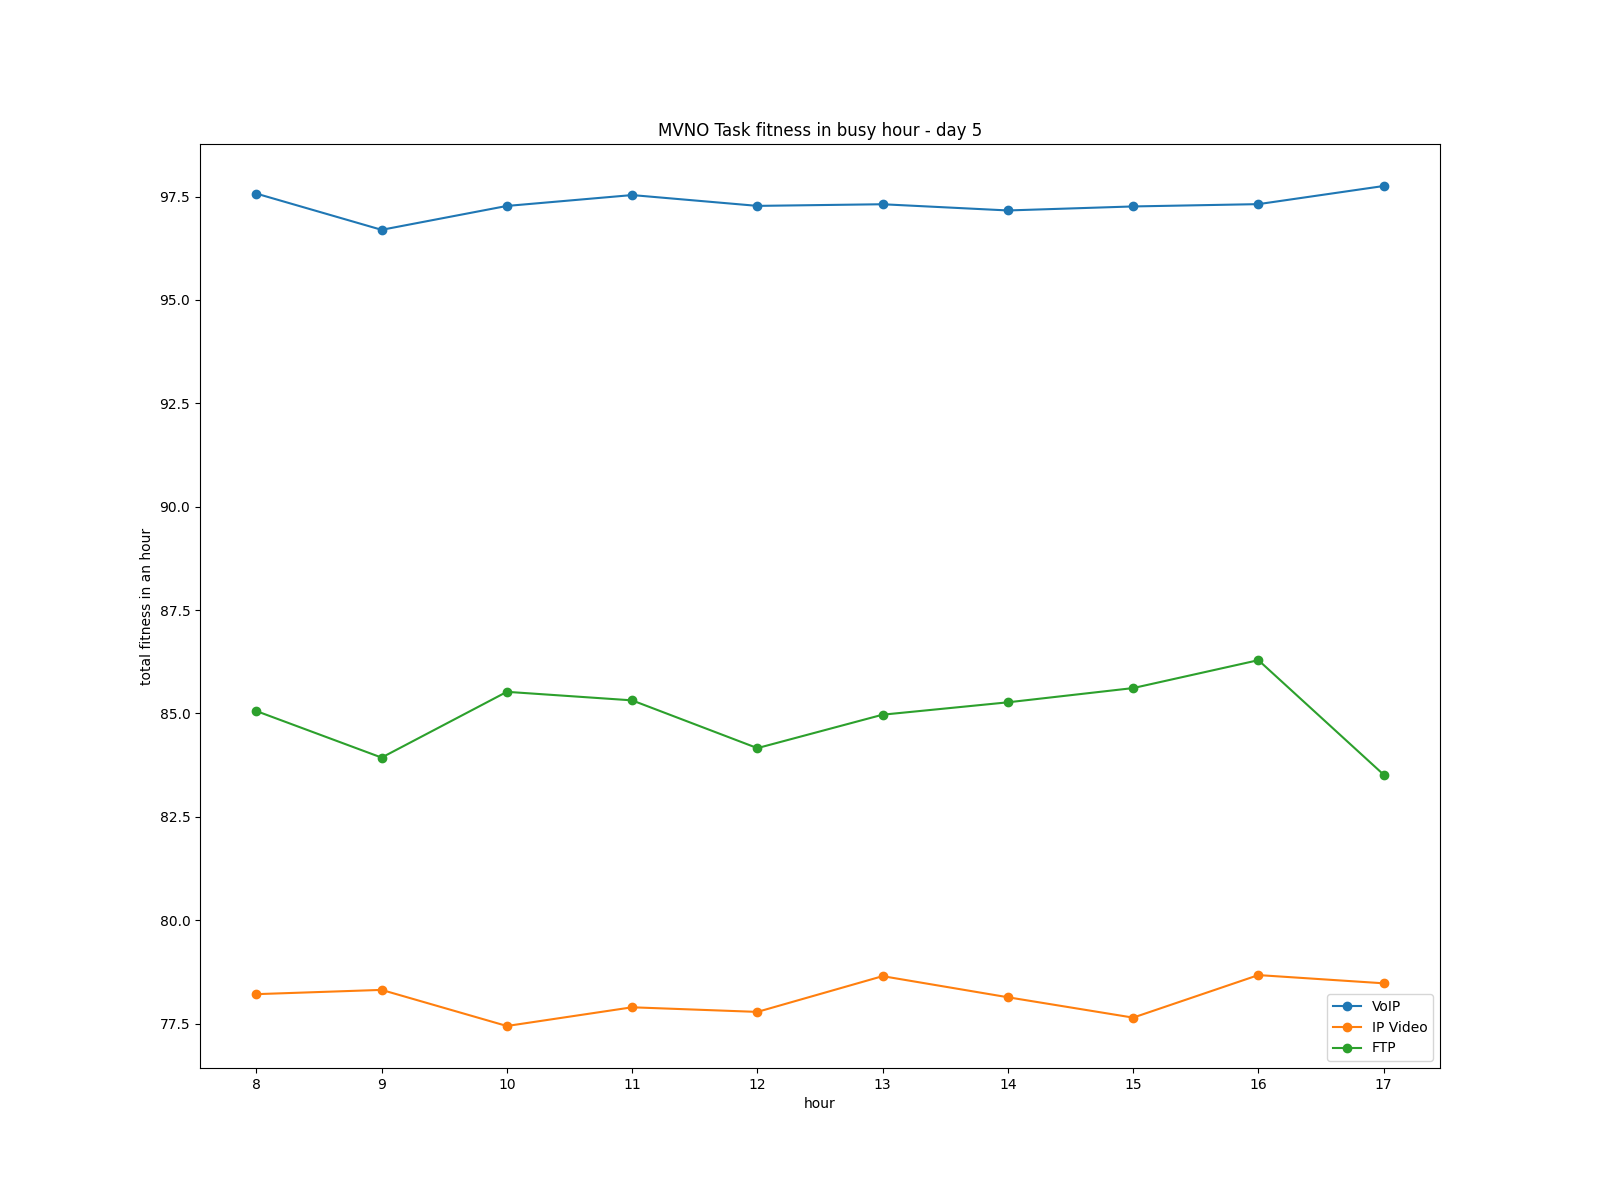 MVNO Task fitness in busy hour - day 5
total fitness in an hour
97.5
95.0
92.5
90.0
87.5
85.0
82.5
80.0
77.5
8 9 10 11 12 13 14 15 16 17
hour
VoIP
IP Video
FTP